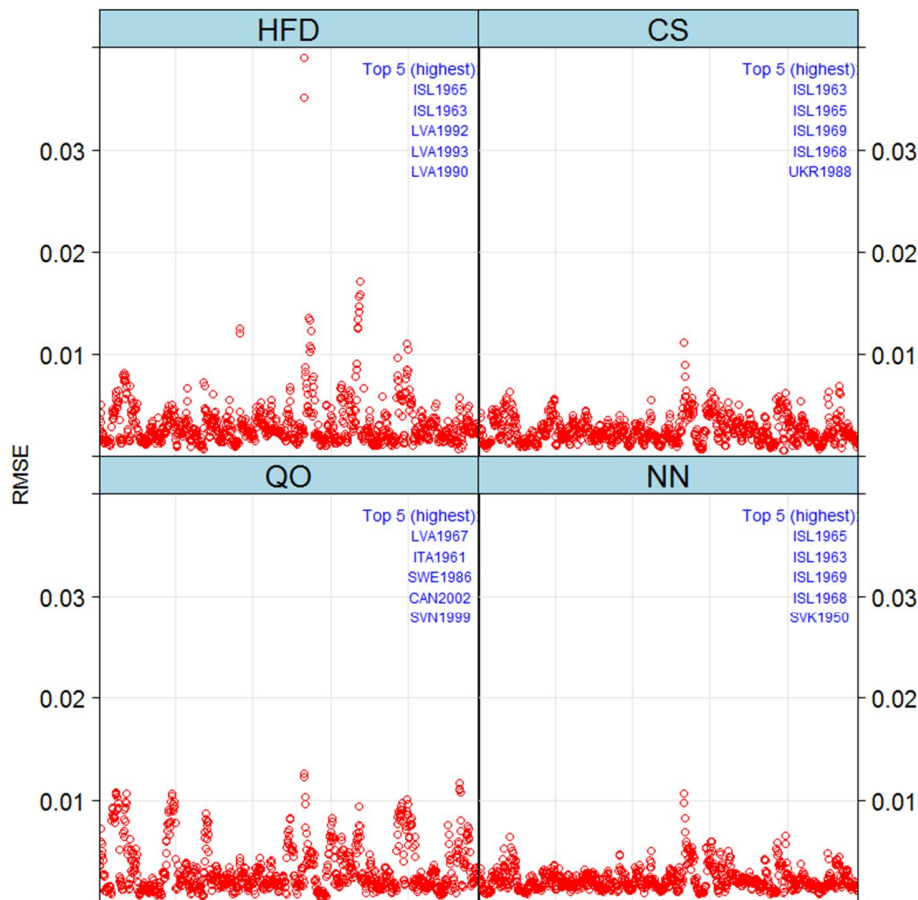 HFD
CS
Top 5 (highest):
ISL1965
ISL1963
LVA1992
LVA1993
LVA1990
Top 5 (highest):
ISL1963
ISL1965
ISL1969
ISL1968
UKR1988
0.03
0.02
0.01
0.03
0.02
0.01
RMSE
QO
NN
Top 5 (highest):
LVA1967
ITA1961
SWE1986
CAN2002
SVN1999
Top 5 (highest):
ISL1965
ISL1963
ISL1969
ISL1968
SVK1950
0.03
0.02
0.01
0.03
0.02
0.01